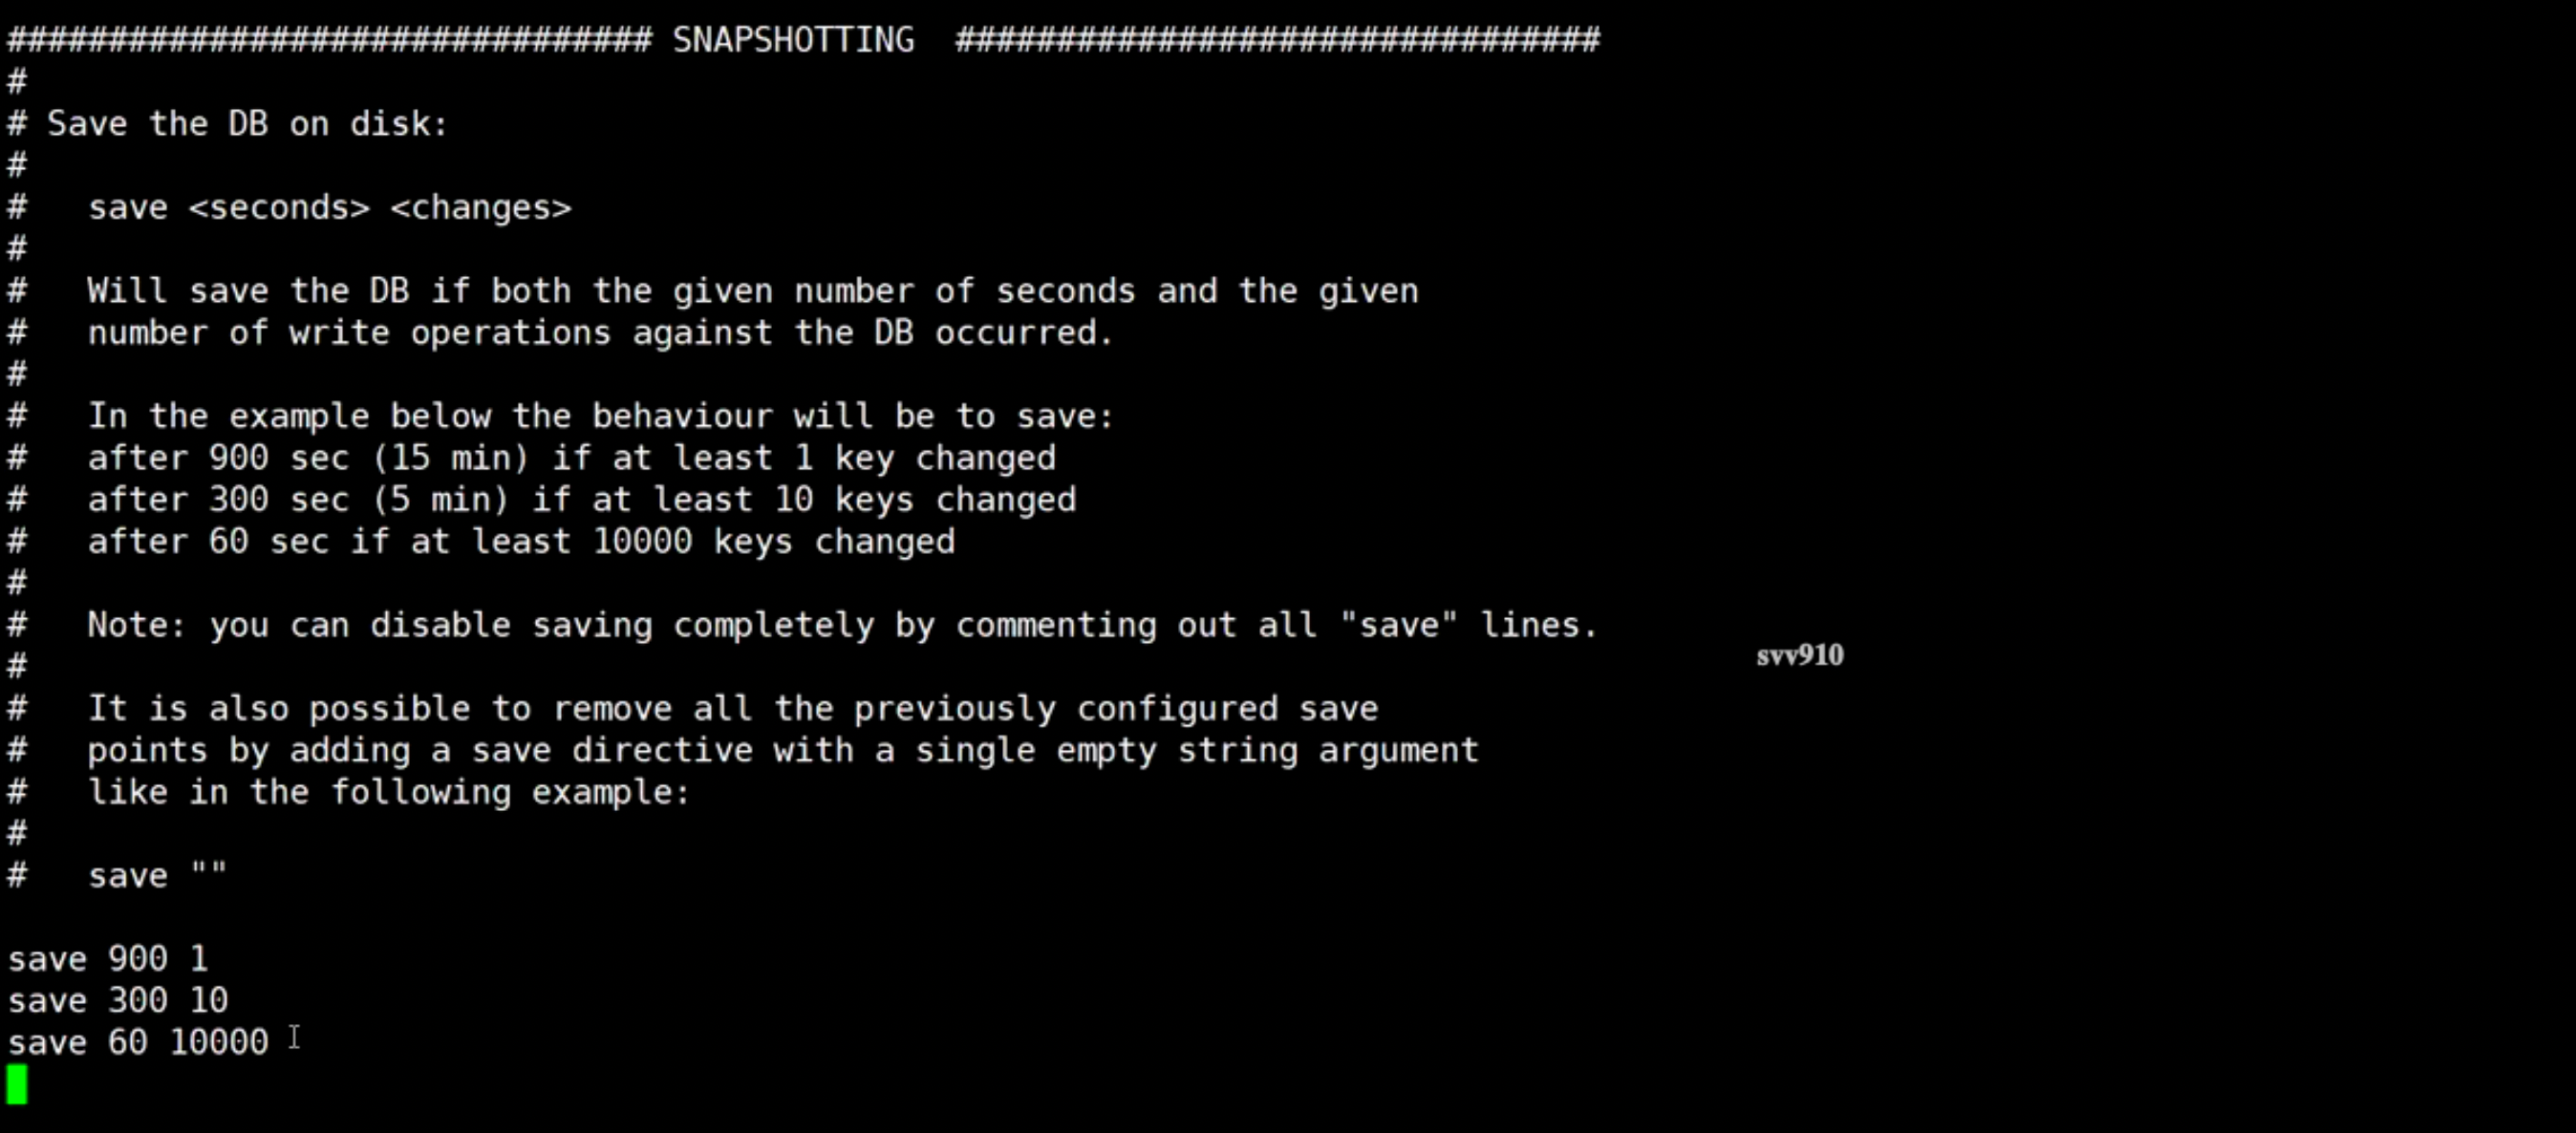 ################################ SNAPSHOTTING  ################################
#
# Save the DB on disk:
#
#   save <seconds> <changes>
#
#   Will save the DB if both the given number of seconds and the given
#   number of write operations against the DB occurred.
#
#   In the example below the behaviour will be to save:
#   after 900 sec (15 min) if at least 1 key changed
#   after 300 sec (5 min) if at least 10 keys changed
#   after 60 sec if at least 10000 keys changed
#
#   Note: you can disable saving completely by commenting out all "save" lines.
svv910
#
#   It is also possible to remove all the previously configured save
#   points by adding a save directive with a single empty string argument
#   like in the following example:
#
#   save ""

save 900 1
save 300 10
save 60 10000